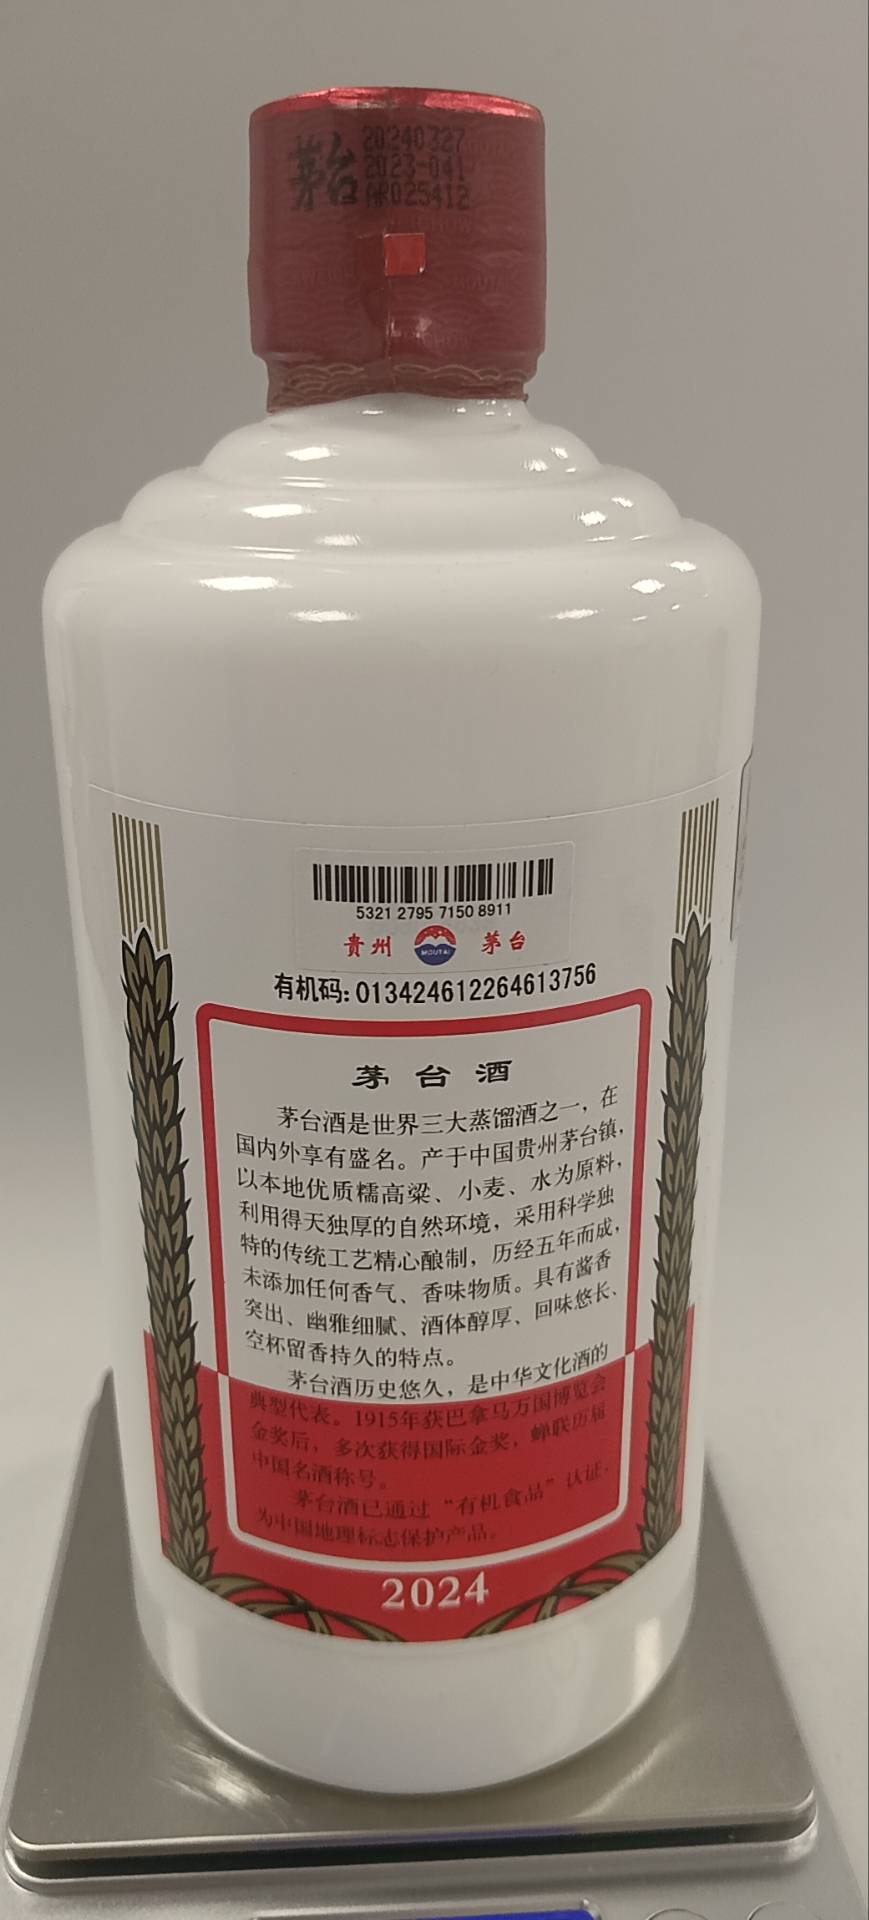 茅台
20240327
2023-041
AR025412
5321 2795 7150 8911
貴州 MOUTAI 茅台
有机码: 013424612264613756
茅台酒
茅台酒是世界三大蒸馏酒之一，在
国内外享有盛名。产于中国贵州茅台镇，
以本地优质糯高粱、小麦、水为原料，
利用得天独厚的自然环境，采用科学独
特的传统工艺精心酿制，历经五年而成，
未添加任何香气、香味物质。具有酱香
突出、幽雅细腻、酒体醇厚、回味悠长、
空杯留香持久的特点。
茅台酒历史悠久，是中华文化酒的
典型代表。1915年获巴拿马万国博览会
金奖后，多次获得国际金奖，蝉联历届
中国名酒称号。
茅台酒已通过“有机食品”认证，
为中国地理标志保护产品。
2024